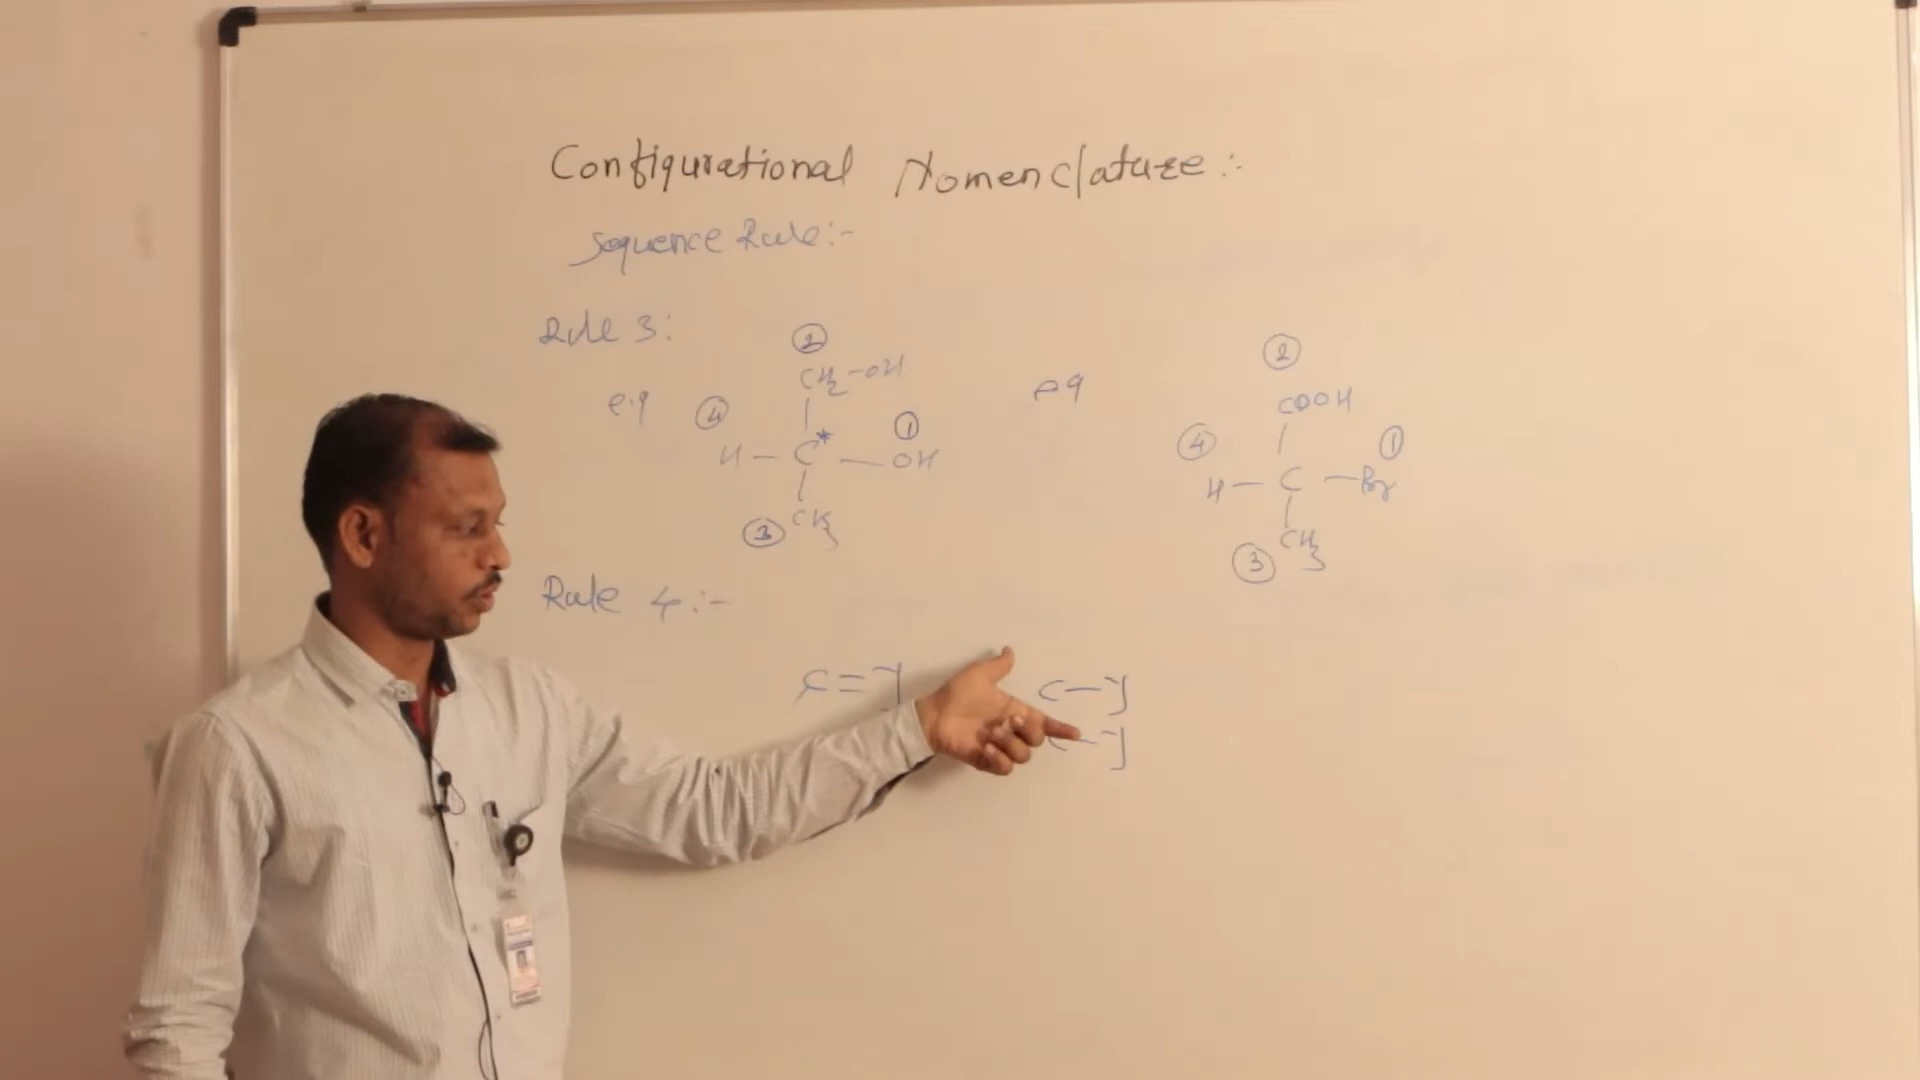 Configurational Nomenclature :-
Sequence Rule :-
Rule 3 :
②
e.g ④ CH2-OH
H - C* - OH ①
③ CH3
eg
②
④ COOH ①
H - C - Br
③ CH3
Rule 4 :-
C = Y C - Y
C - Y